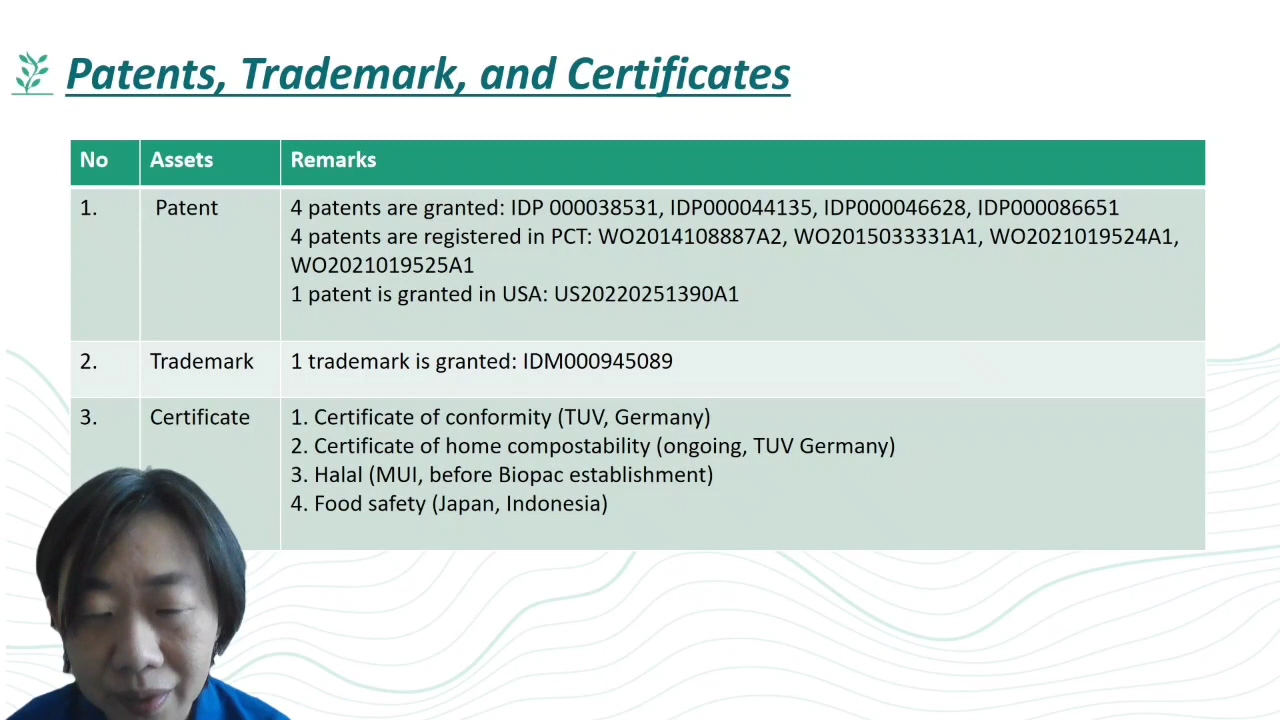 Patents, Trademark, and Certificates
No Assets Remarks
1. Patent 4 patents are granted: IDP 000038531, IDP000044135, IDP000046628, IDP000086651
4 patents are registered in PCT: WO2014108887A2, WO2015033331A1, WO2021019524A1,
WO2021019525A1
1 patent is granted in USA: US20220251390A1
2. Trademark 1 trademark is granted: IDM000945089
3. Certificate 1. Certificate of conformity (TUV, Germany)
2. Certificate of home compostability (ongoing, TUV Germany)
3. Halal (MUI, before Biopac establishment)
4. Food safety (Japan, Indonesia)